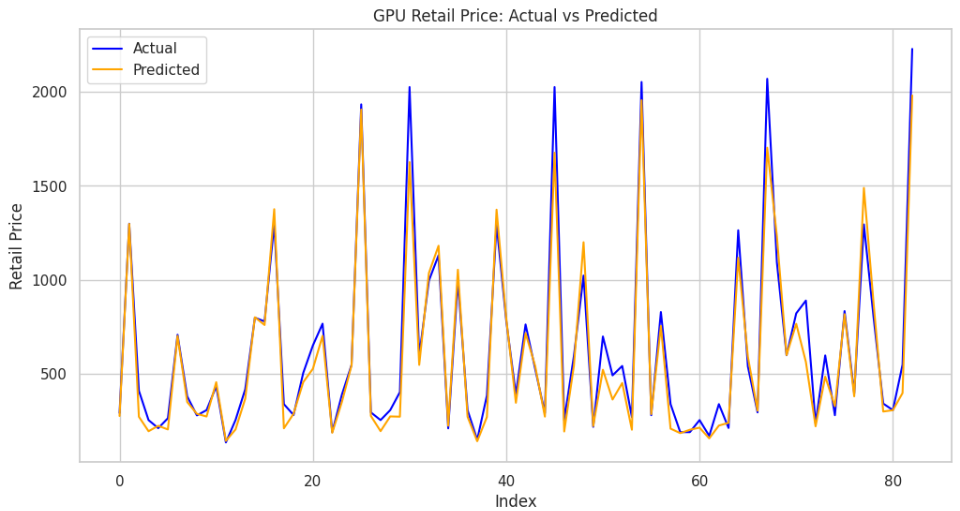 GPU Retail Price: Actual vs Predicted
Actual
Predicted
2000
1500
1000
500
Retail Price
0
20
40
60
80
Index